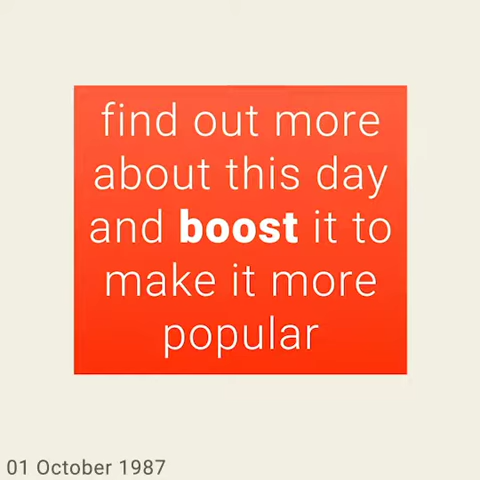 find out more
about this day
and boost it to
make it more
popular
01 October 1987